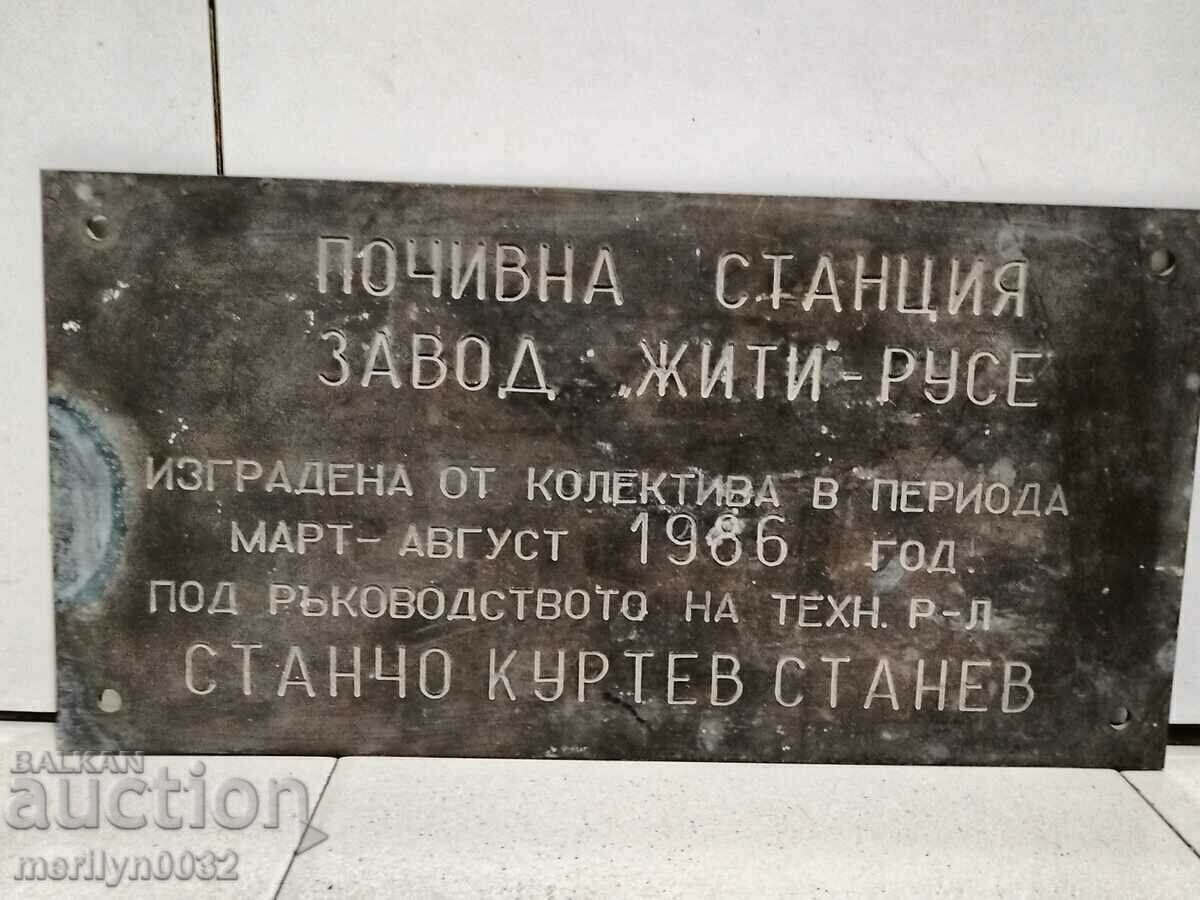 ПОЧИВНА СТАНЦИЯ
ЗАВОД „ЖИТИ"-РУСЕ
ИЗГРАДЕНА ОТ КОЛЕКТИВА В ПЕРИОДА
МАРТ-АВГУСТ 1986 ГОД.
ПОД РЪКОВОДСТВОТО НА ТЕХН. Р-Л
СТАНЧО КУРТЕВ СТАНЕВ
BALKAN
auction
merilyn0032